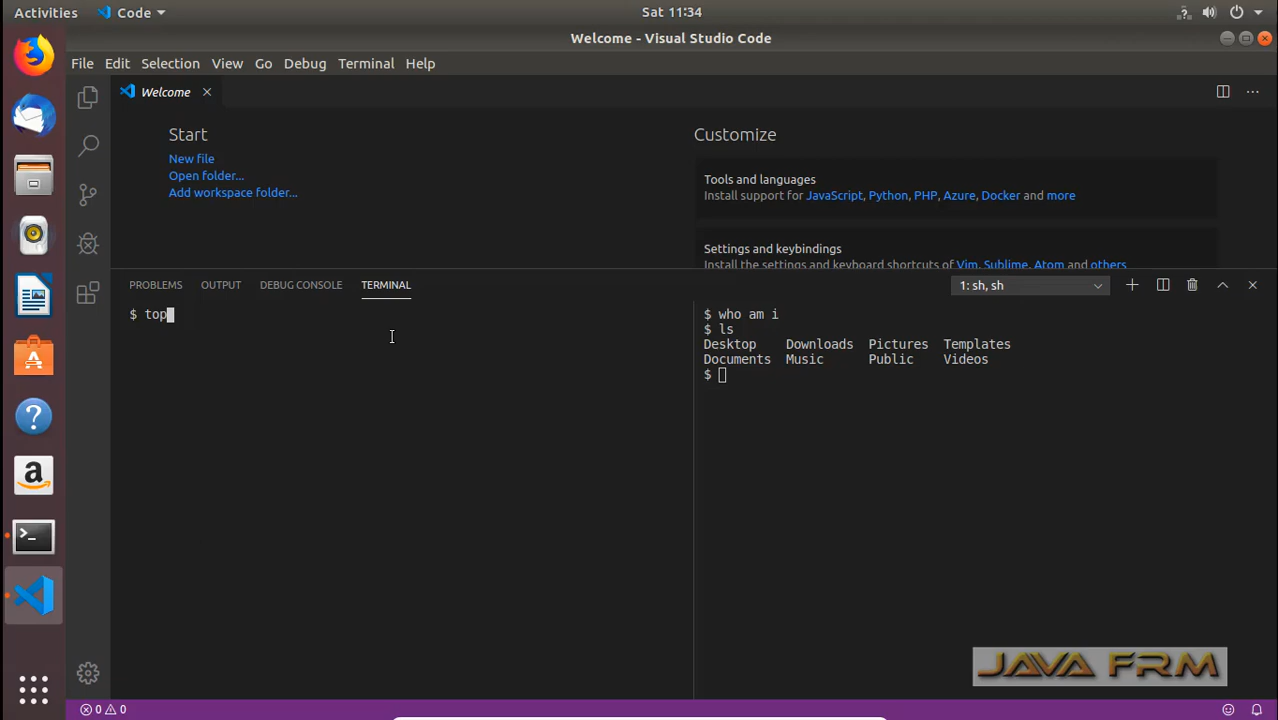 Activities
Code
Sat 11:34
Welcome - Visual Studio Code
File Edit Selection View Go Debug Terminal Help
Welcome
Start
New file
Open folder...
Add workspace folder...
Customize
Tools and languages
Install support for JavaScript, Python, PHP, Azure, Docker and more
Settings and keybindings
Install the settings and keyboard shortcuts of Vim, Sublime, Atom and others
PROBLEMS OUTPUT DEBUG CONSOLE TERMINAL
1: sh, sh
$ top
$ who am i
$ ls
Desktop Downloads Pictures Templates
Documents Music Public Videos
$
JAVA FRM
0 0